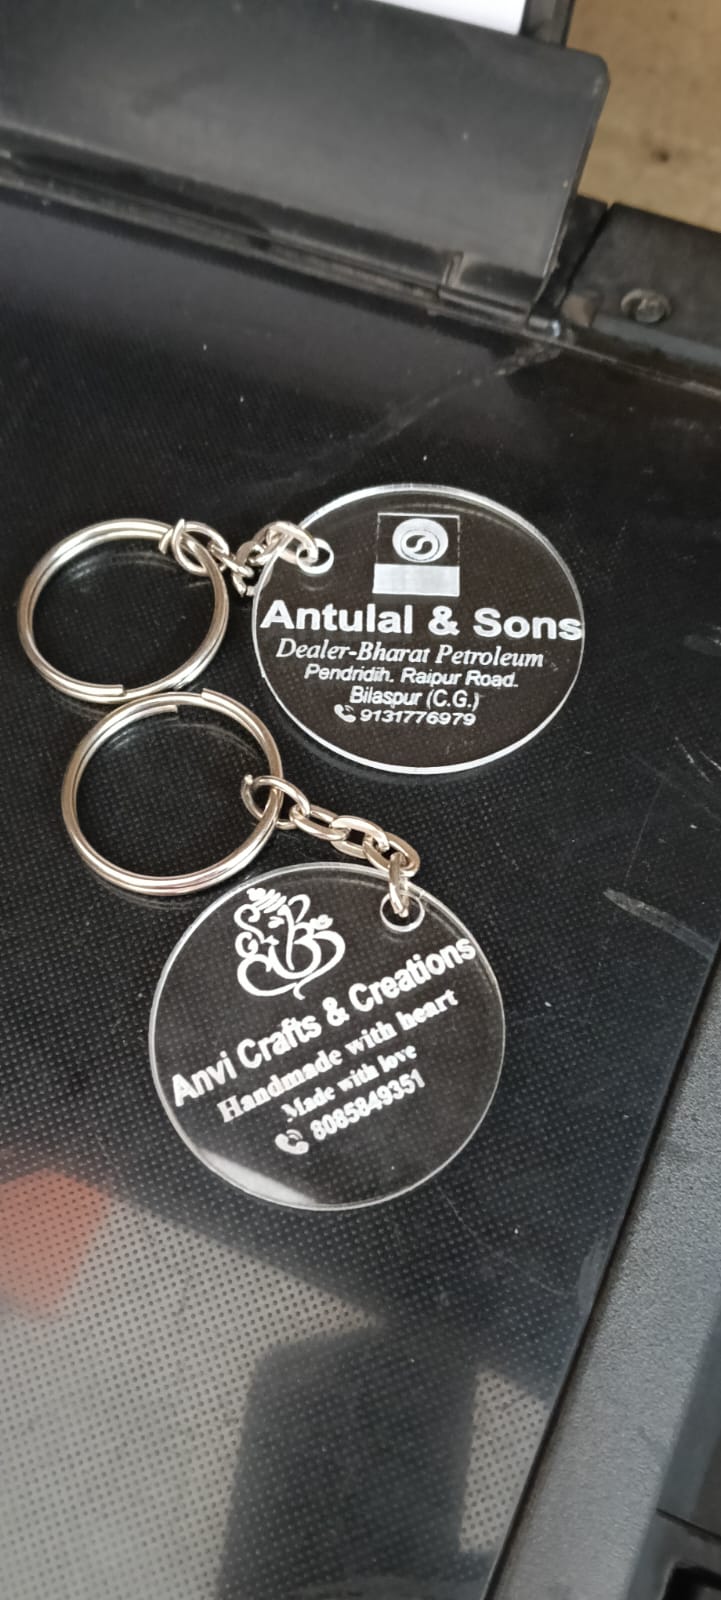 Antulal & Sons
Dealer-Bharat Petroleum
Pendridih. Raipur Road.
Bilaspur (C.G.)
9131776979
Anvi Crafts & Creations
Handmade with heart
Made with love
8085849351